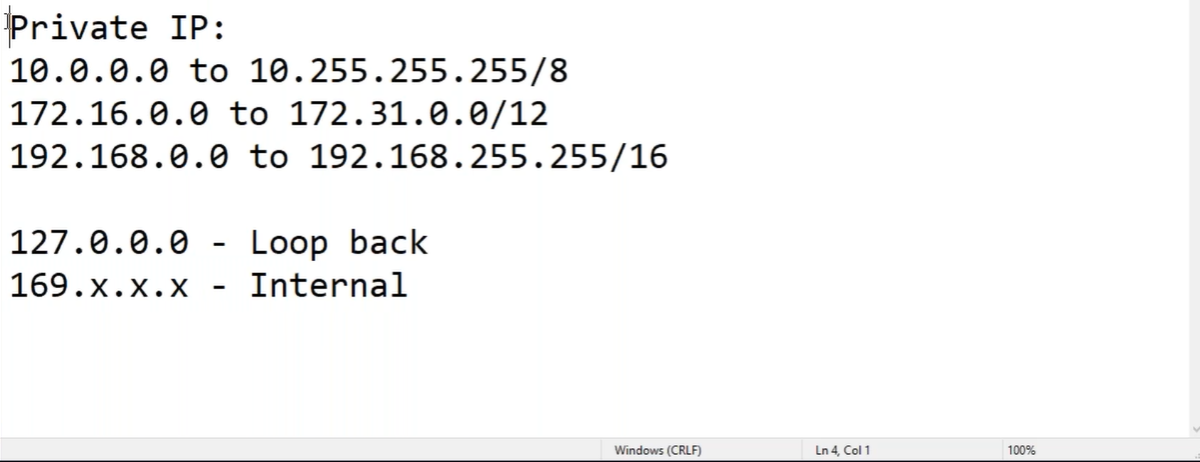 Private IP:
10.0.0.0 to 10.255.255.255/8
172.16.0.0 to 172.31.0.0/12
192.168.0.0 to 192.168.255.255/16
127.0.0.0 - Loop back
169.x.x.x - Internal
Windows (CRLF)
Ln 4, Col 1
100%